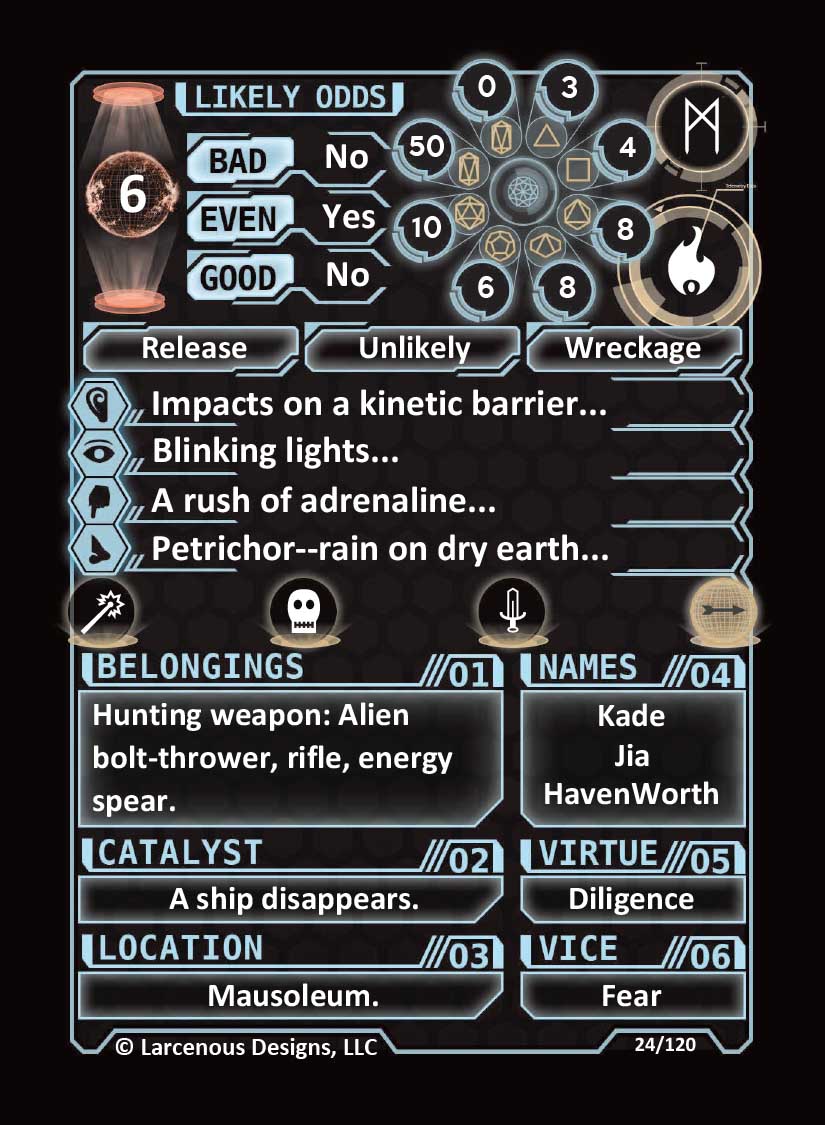 LIKELY ODDS
6
BAD No
EVEN Yes
GOOD No
0
3
50
4
10
8
6
8
ᛗ
Release
Unlikely
Wreckage
Impacts on a kinetic barrier...
Blinking lights...
A rush of adrenaline...
Petrichor--rain on dry earth...
BELONGINGS ///01
Hunting weapon: Alien
bolt-thrower, rifle, energy
spear.
NAMES ///04
Kade
Jia
HavenWorth
CATALYST ///02
A ship disappears.
VIRTUE ///05
Diligence
LOCATION ///03
Mausoleum.
VICE ///06
Fear
© Larcenous Designs, LLC
24/120